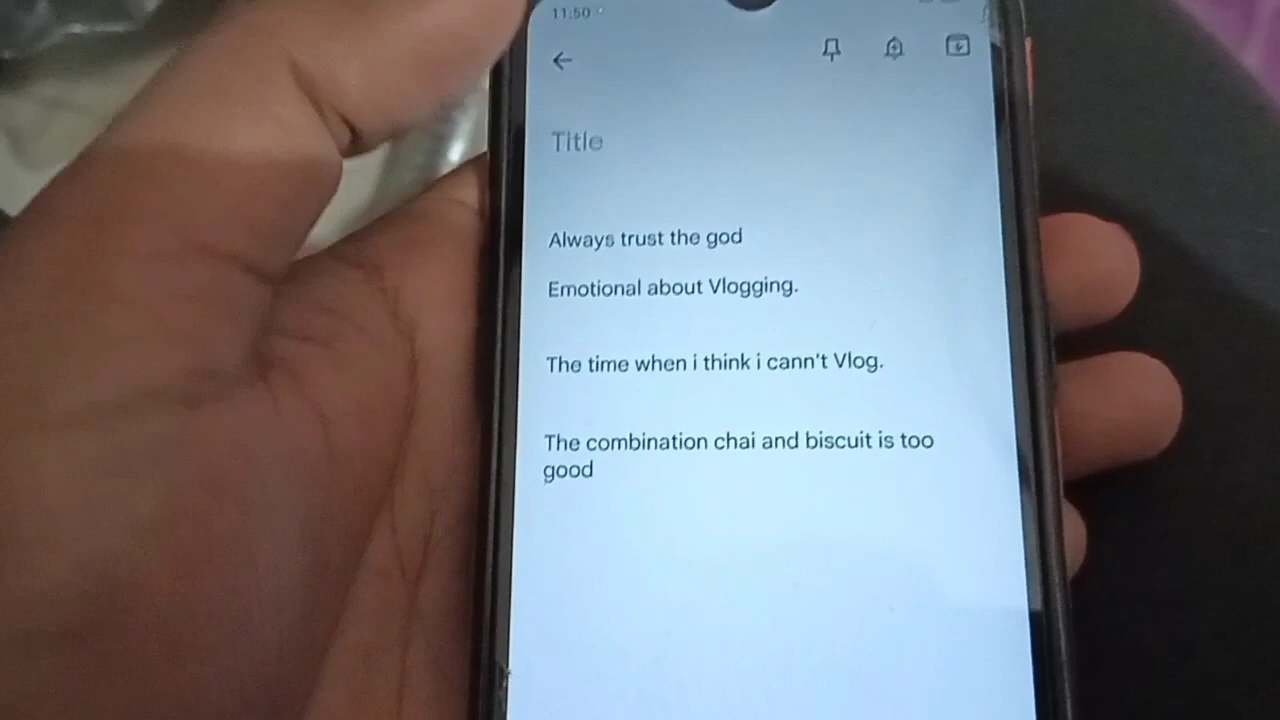 11:50
Title
Always trust the god
Emotional about Vlogging.
The time when i think i cann't Vlog.
The combination chai and biscuit is too
good